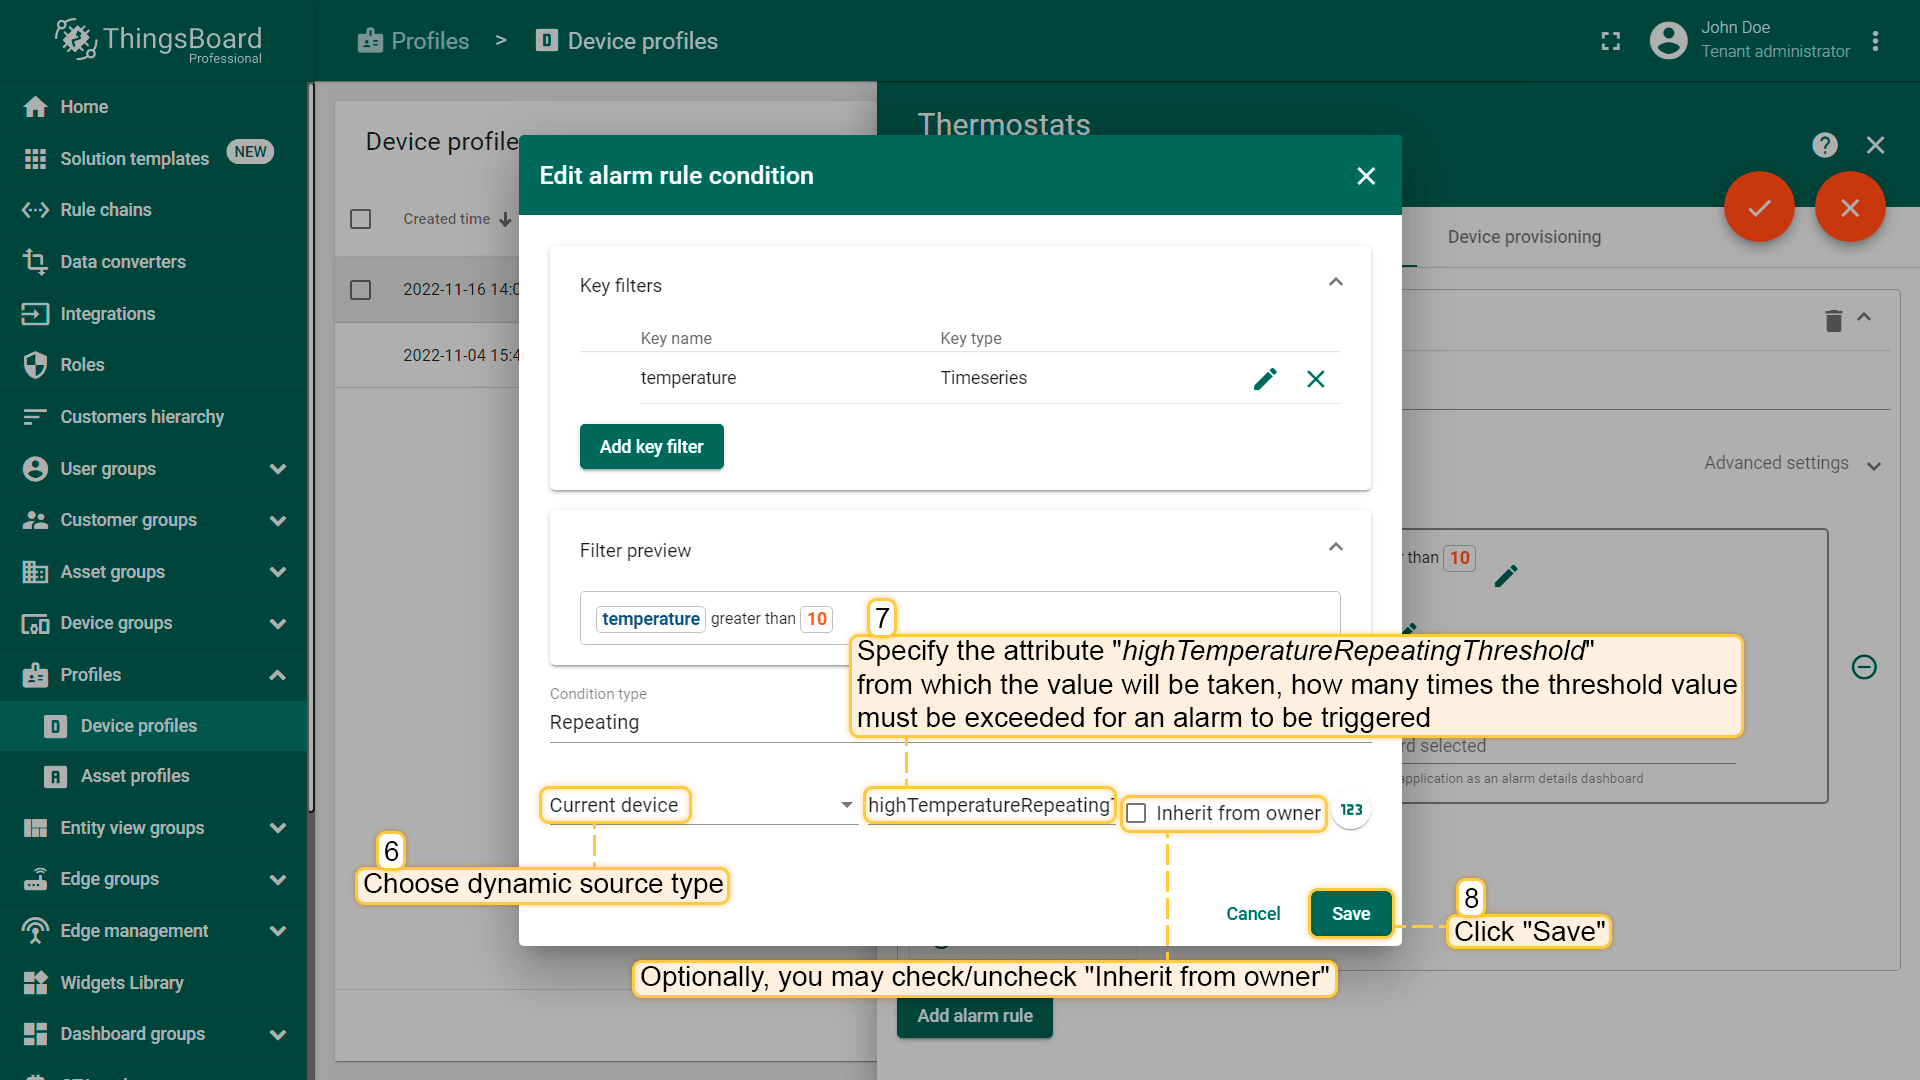 ThingsBoard
Professional
Profiles > Device profiles
John Doe
Tenant administrator
Home
Solution templates NEW
Rule chains
Data converters
Integrations
Roles
Customers hierarchy
User groups
Customer groups
Asset groups
Device groups
Profiles
Device profiles
Asset profiles
Entity view groups
Edge groups
Edge management
Widgets Library
Dashboard groups
Device profile
Created time
2022-11-16 14:0
2022-11-04 15:4
Thermostats
Device provisioning
Advanced settings
than 10
rd selected
application as an alarm details dashboard
Add alarm rule
Edit alarm rule condition
Key filters
Key name Key type
temperature Timeseries
Add key filter
Filter preview
temperature greater than 10
7
Specify the attribute "highTemperatureRepeatingThreshold"
from which the value will be taken, how many times the threshold value
must be exceeded for an alarm to be triggered
Condition type
Repeating
Current device highTemperatureRepeating Inherit from owner 123
6
Choose dynamic source type
Cancel Save
8
Click "Save"
Optionally, you may check/uncheck "Inherit from owner"